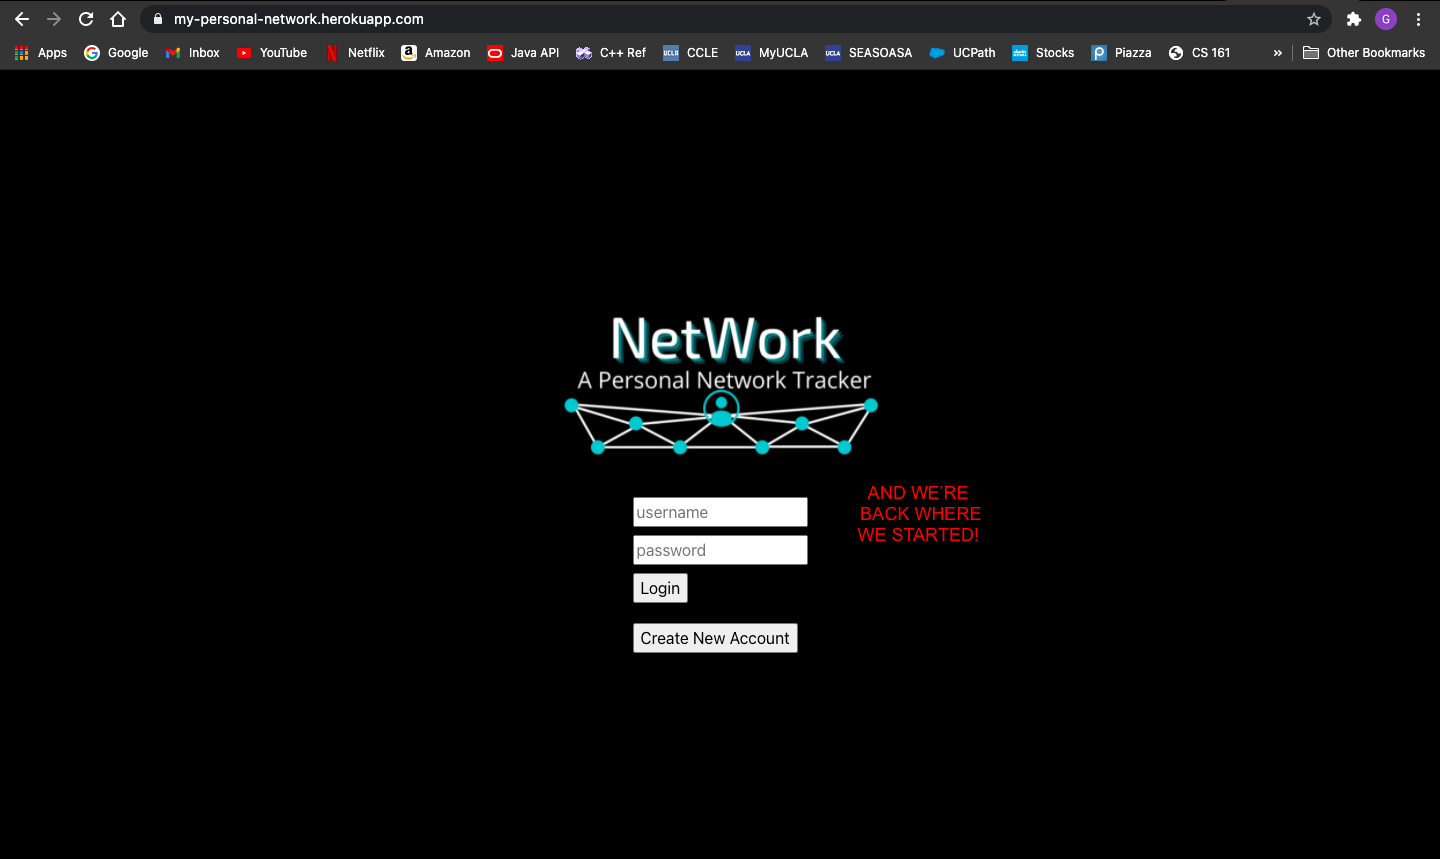 my-personal-network.herokuapp.com
G
Apps Google Inbox YouTube Netflix Amazon Java API C++ Ref CCLE MyUCLA SEASOASA UCPath Stocks Piazza CS 161 » Other Bookmarks
NetWork
A Personal Network Tracker
AND WE'RE
BACK WHERE
WE STARTED!
username
password
Login
Create New Account